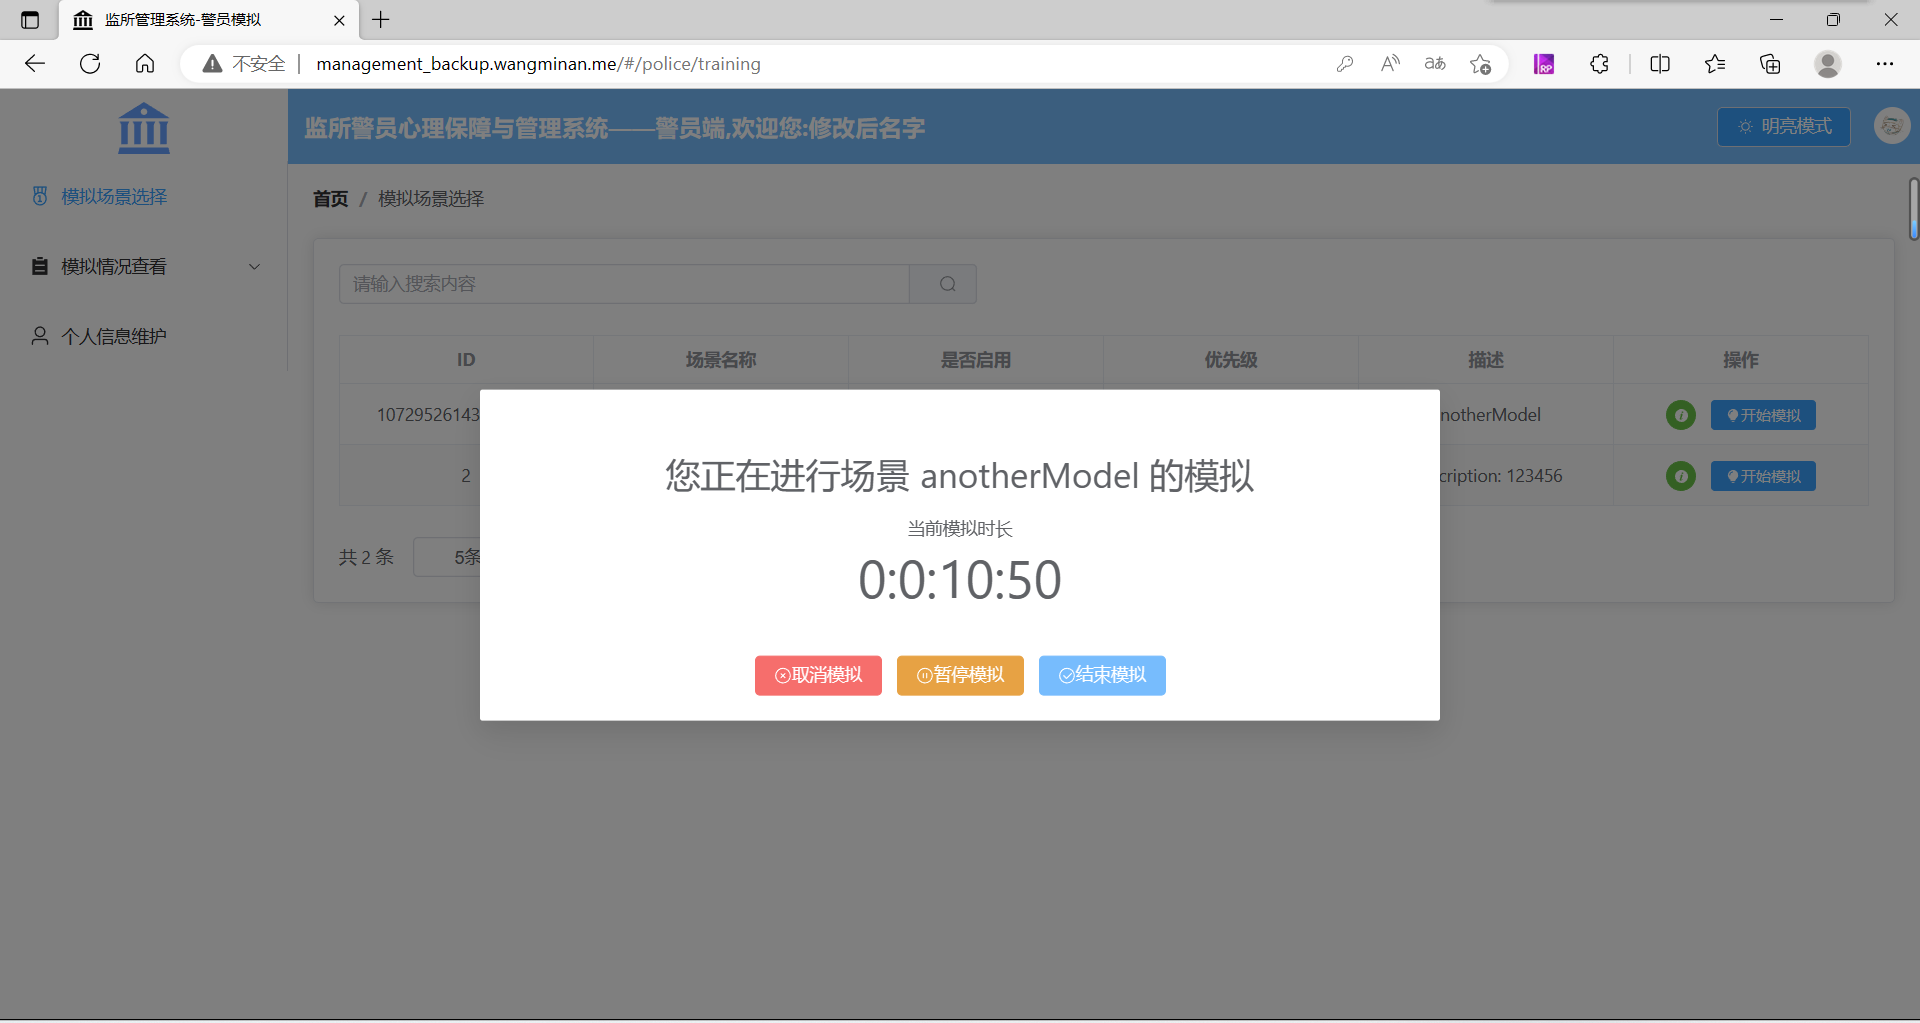 监所管理系统-警员模拟
不安全
management_backup.wangminan.me/#/police/training
监所警员心理保障与管理系统——警员端,欢迎您:修改后名字
明亮模式
模拟场景选择
模拟情况查看
个人信息维护
首页 / 模拟场景选择
请输入搜索内容
ID 场景名称 是否启用 优先级 描述 操作
10729526143 notherModel 开始模拟
2 cription: 123456 开始模拟
共 2 条 5条
您正在进行场景 anotherModel 的模拟
当前模拟时长
0:0:10:50
取消模拟 暂停模拟 结束模拟